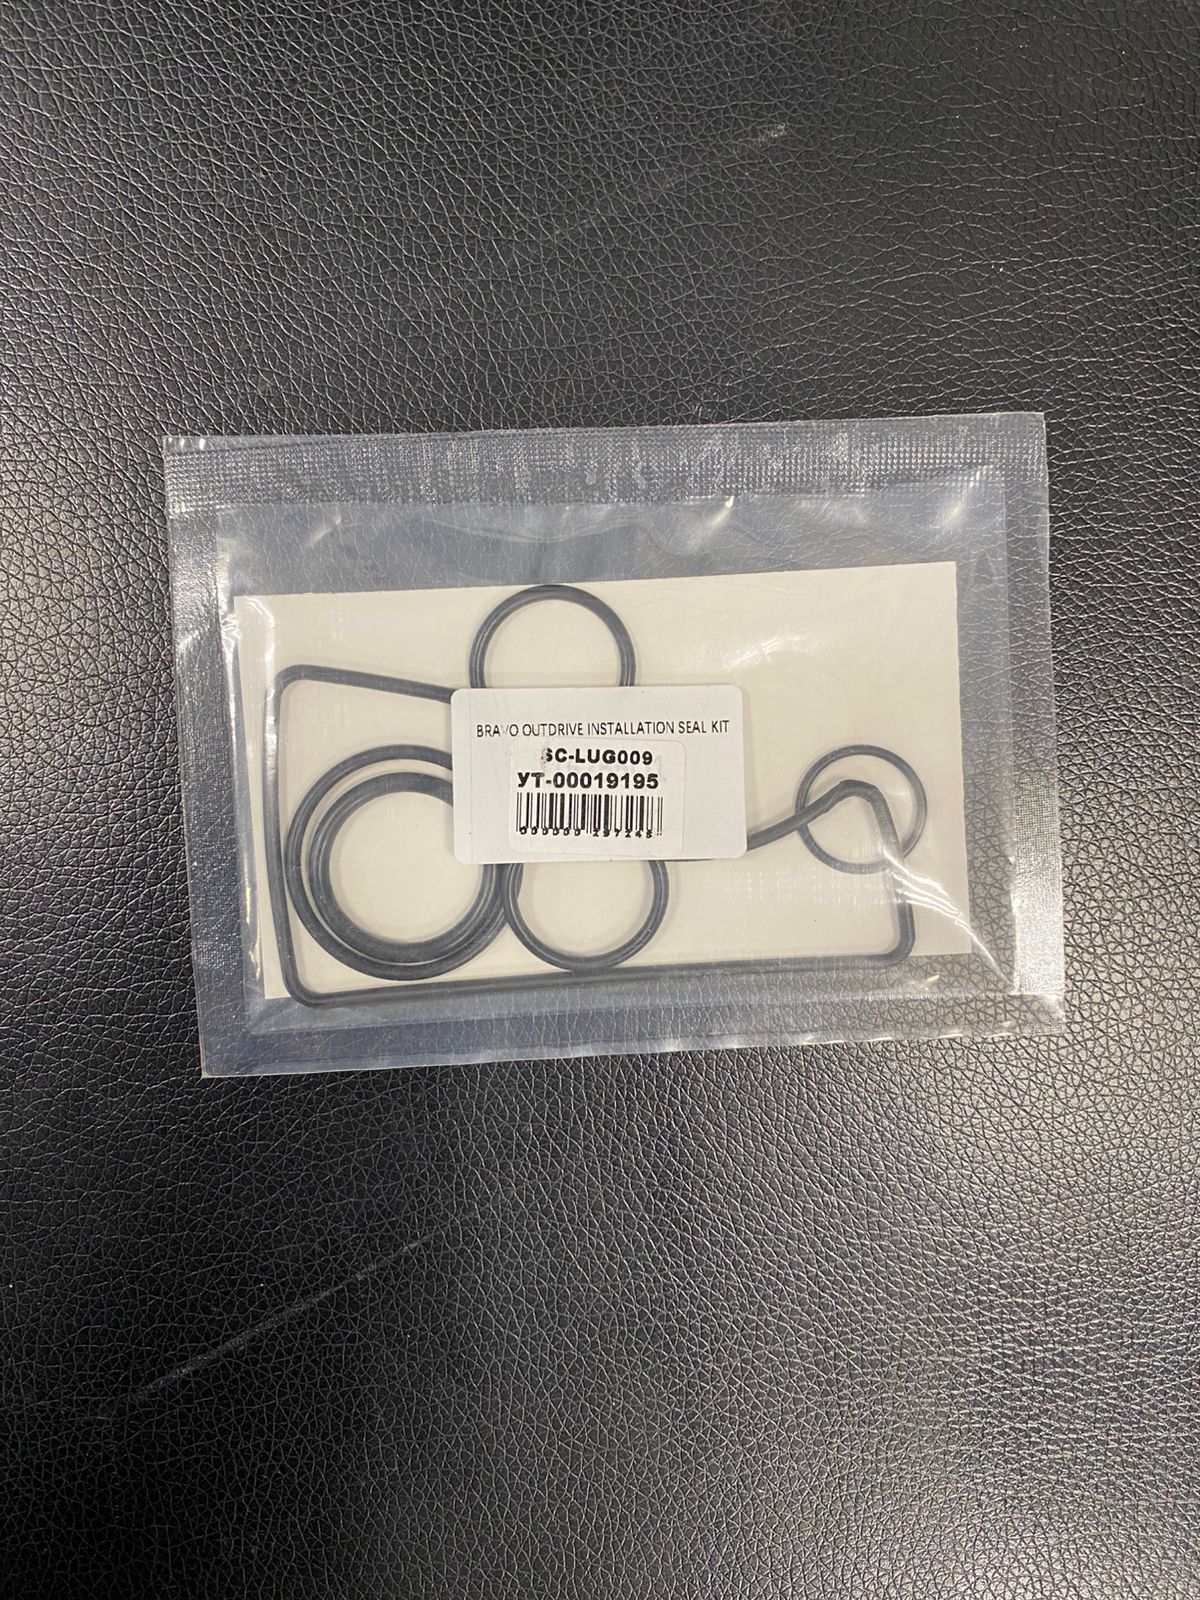 BRAVO OUTDRIVE INSTALLATION SEAL KIT
SC-LUG009
УТ-00019195